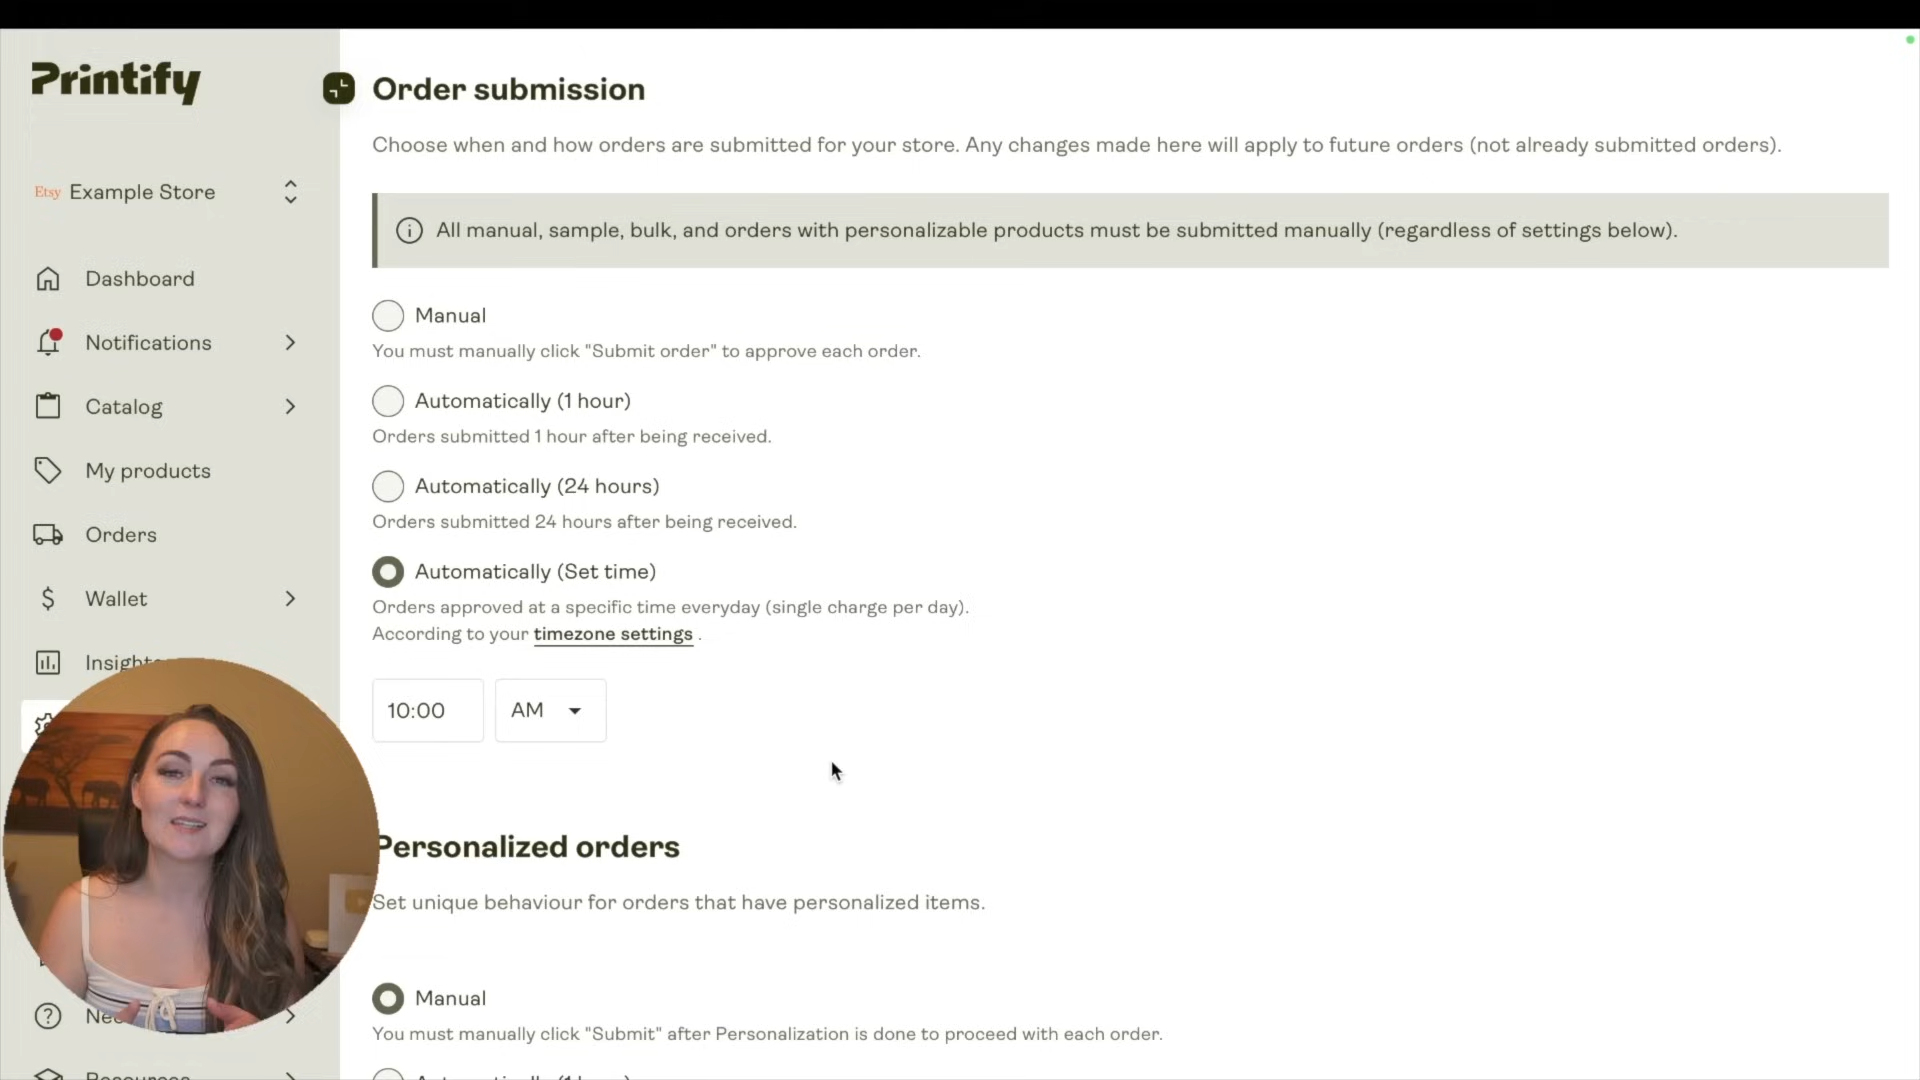 Printify
Etsy Example Store
Dashboard
Notifications
Catalog
My products
Orders
Wallet
Order submission
Choose when and how orders are submitted for your store. Any changes made here will apply to future orders (not already submitted orders).
All manual, sample, bulk, and orders with personalizable products must be submitted manually (regardless of settings below).
Manual
You must manually click "Submit order" to approve each order.
Automatically (1 hour)
Orders submitted 1 hour after being received.
Automatically (24 hours)
Orders submitted 24 hours after being received.
Automatically (Set time)
Orders approved at a specific time everyday (single charge per day).
According to your timezone settings .
10:00 AM
Personalized orders
Set unique behaviour for orders that have personalized items.
Manual
You must manually click "Submit" after Personalization is done to proceed with each order.